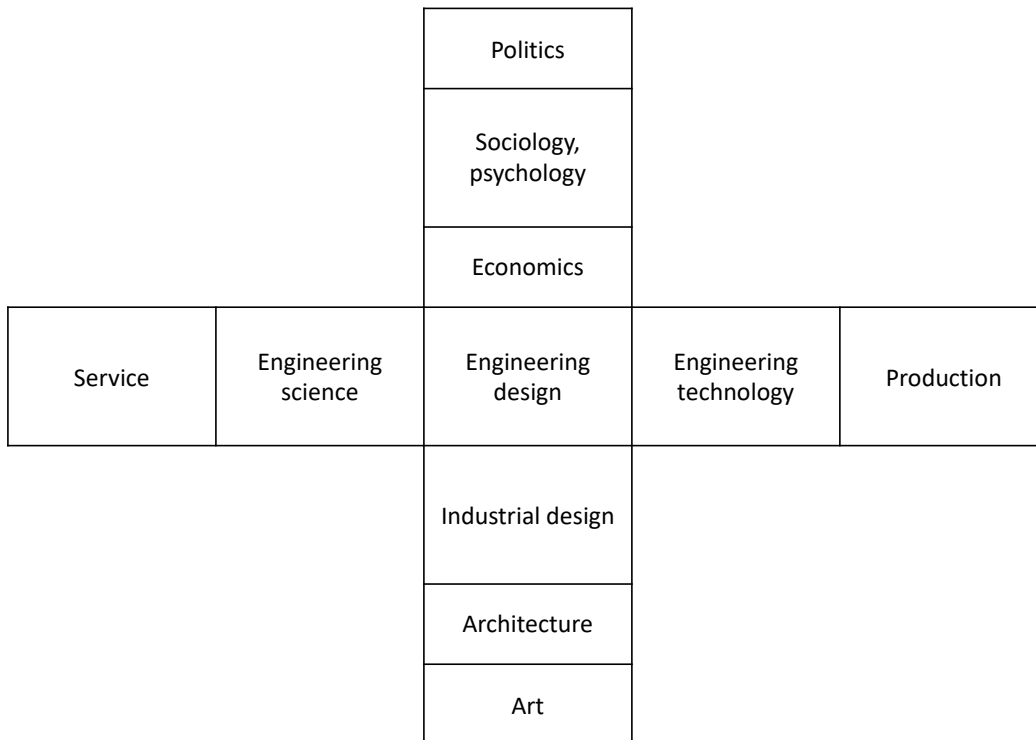 Politics
Sociology,
psychology
Economics
Service
Engineering
science
Engineering
design
Engineering
technology
Production
Industrial design
Architecture
Art